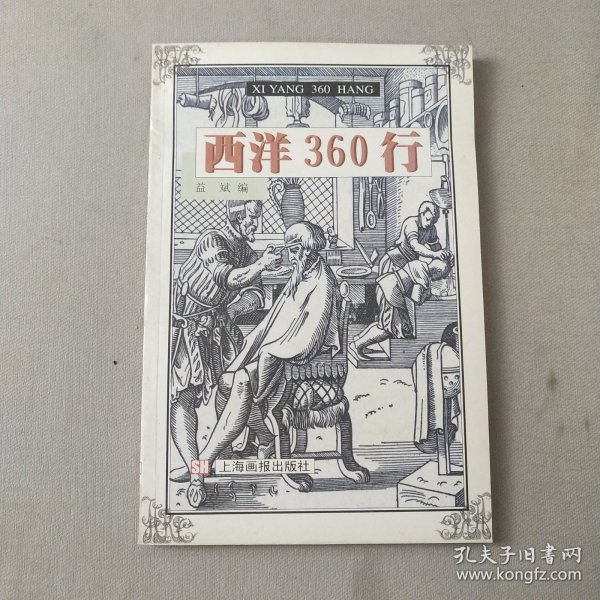 XI YANG 360 HANG
西洋360行
益斌编
SH 上海画报出版社
孔夫子旧书网
www.kongfz.com